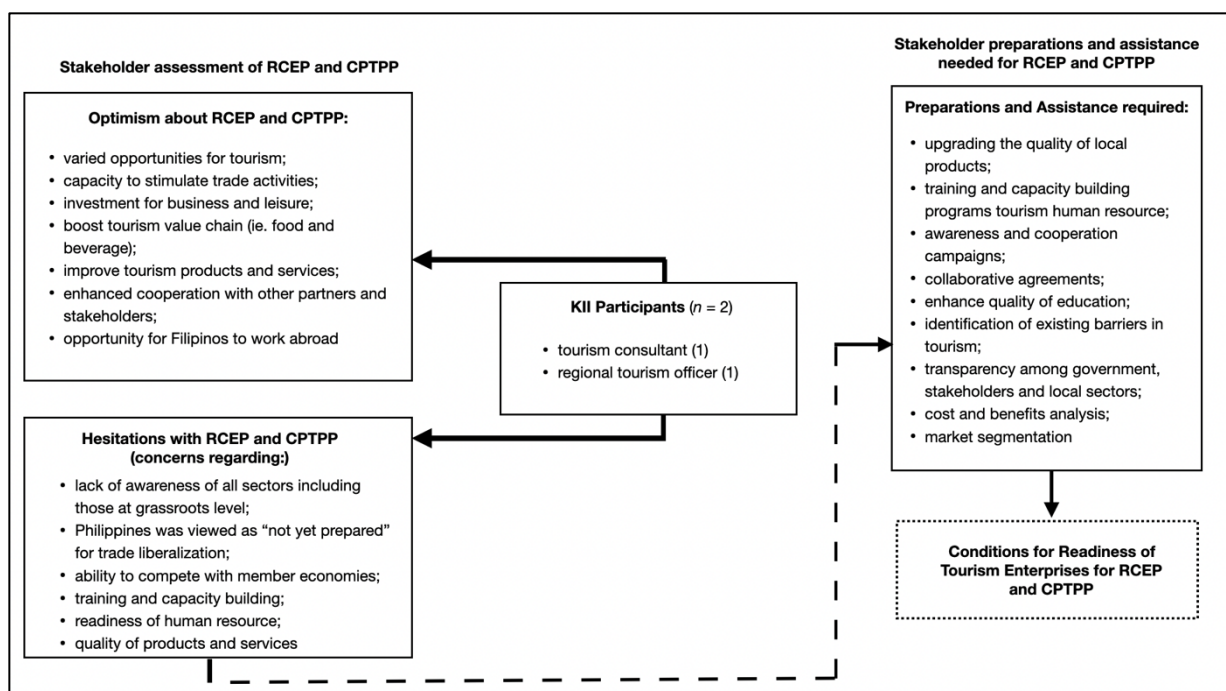 Stakeholder assessment of RCEP and CPTPP
Optimism about RCEP and CPTPP:
• varied opportunities for tourism;
• capacity to stimulate trade activities;
• investment for business and leisure;
• boost tourism value chain (ie. food and
beverage);
• improve tourism products and services;
• enhanced cooperation with other partners and
stakeholders;
• opportunity for Filipinos to work abroad
Hesitations with RCEP and CPTPP
(concerns regarding:)
• lack of awareness of all sectors including
those at grassroots level;
• Philippines was viewed as “not yet prepared”
for trade liberalization;
• ability to compete with member economies;
• training and capacity building;
• readiness of human resource;
• quality of products and services
KII Participants (n = 2)
• tourism consultant (1)
• regional tourism officer (1)
Stakeholder preparations and assistance
needed for RCEP and CPTPP
Preparations and Assistance required:
• upgrading the quality of local
products;
• training and capacity building
programs tourism human resource;
• awareness and cooperation
campaigns;
• collaborative agreements;
• enhance quality of education;
• identification of existing barriers in
tourism;
• transparency among government,
stakeholders and local sectors;
• cost and benefits analysis;
• market segmentation
Conditions for Readiness of
Tourism Enterprises for RCEP
and CPTPP